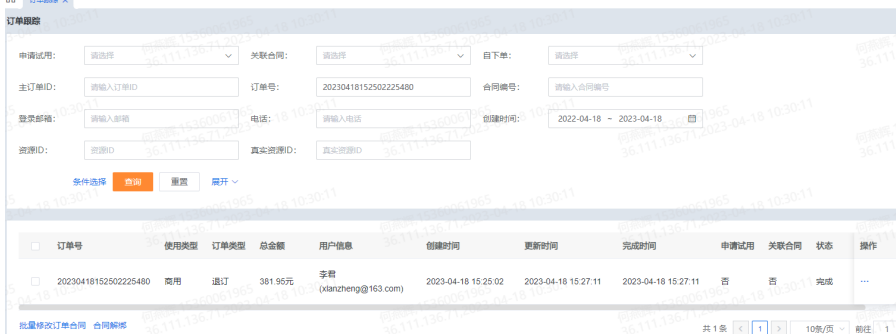 订单跟踪 ×
订单跟踪
申请试用： 请选择 关联合同： 请选择 自下单： 请选择
主订单ID： 请输入订单ID 订单号： 20230418152502225480 合同编号： 请输入合同编号
登录邮箱： 请输入邮箱 电话： 请输入电话 创建时间： 2022-04-18 ~ 2023-04-18
资源ID： 资源ID 真实资源ID： 真实资源ID
条件选择 查询 重置 展开
订单号 使用类型 订单类型 总金额 用户信息 创建时间 更新时间 完成时间 申请试用 关联合同 状态 操作
20230418152502225480 商用 退订 381.95元 李君 (xlanzheng@163.com) 2023-04-18 15:25:02 2023-04-18 15:27:11 2023-04-18 15:27:11 否 否 完成 ...
批量修改订单合同 合同解绑 共1条 < 1 > 10条/页 前往 1